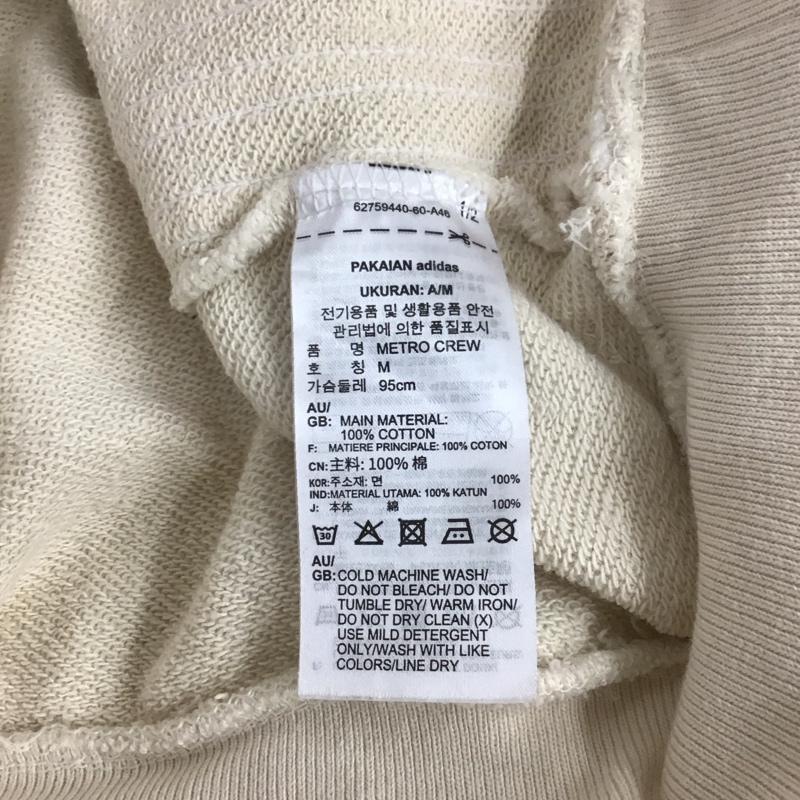 62759440-60-A46 1/2
PAKAIAN adidas
UKURAN: A/M
전기용품 및 생활용품 안전
관리법에 의한 품질표시
품 명 METRO CREW
호 칭 M
가슴둘레 95cm
AU/
GB: MAIN MATERIAL:
100% COTTON
F: MATIERE PRINCIPALE: 100% COTON
CN: 主料: 100% 棉
KOR: 주소재: 면 100%
IND: MATERIAL UTAMA: 100% KATUN
J: 本体 綿 100%
30
AU/
GB: COLD MACHINE WASH/
DO NOT BLEACH/ DO NOT
TUMBLE DRY/ WARM IRON/
DO NOT DRY CLEAN (X)
USE MILD DETERGENT
ONLY/WASH WITH LIKE
COLORS/LINE DRY